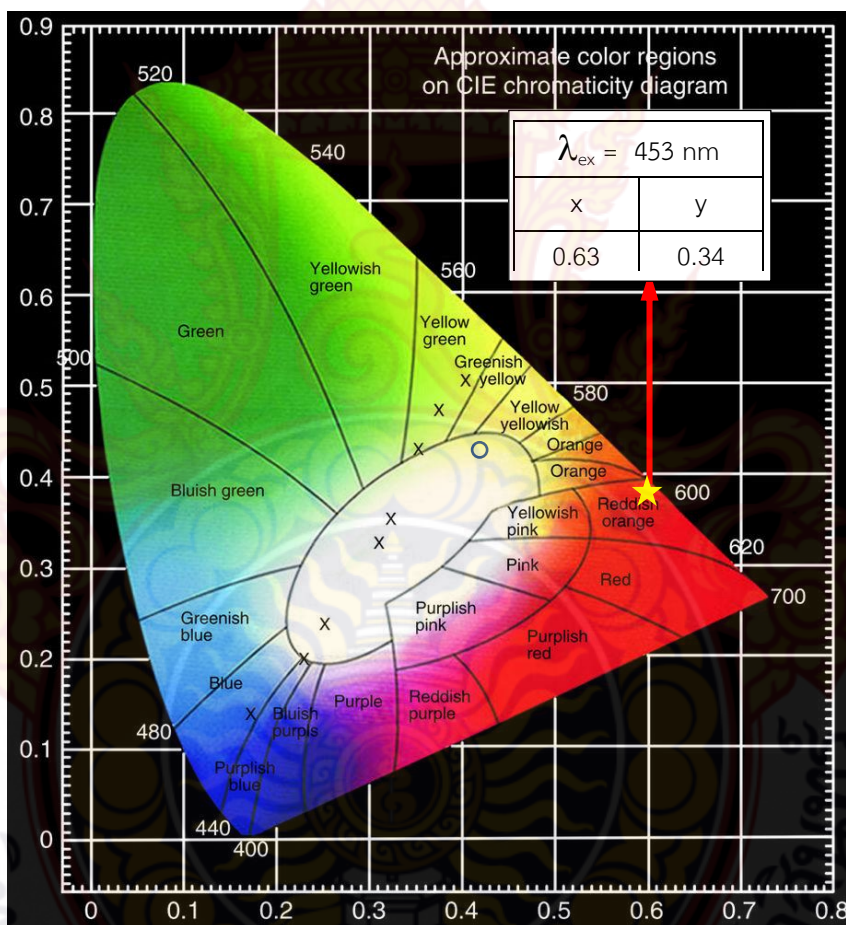 Approximate color regions
on CIE chromaticity diagram
λex = 453 nm
x y
0.63 0.34
0.9
0.8
0.7
0.6
0.5
0.4
0.3
0.2
0.1
0
520
540
560
500
580
600
620
700
480
440
400
Yellowish
green
Green
Yellow
green
Greenish
yellow
X
X
Yellow
yellowish
Orange
Orange
X
Bluish green
Reddish
orange
Yellowish
pink
X
X
Pink
Red
Greenish
blue
Purplish
pink
X
Purplish
red
X
Blue
Purple
Reddish
purple
X
Bluish
purpls
Purplish
blue
0 0.1 0.2 0.3 0.4 0.5 0.6 0.7 0.8